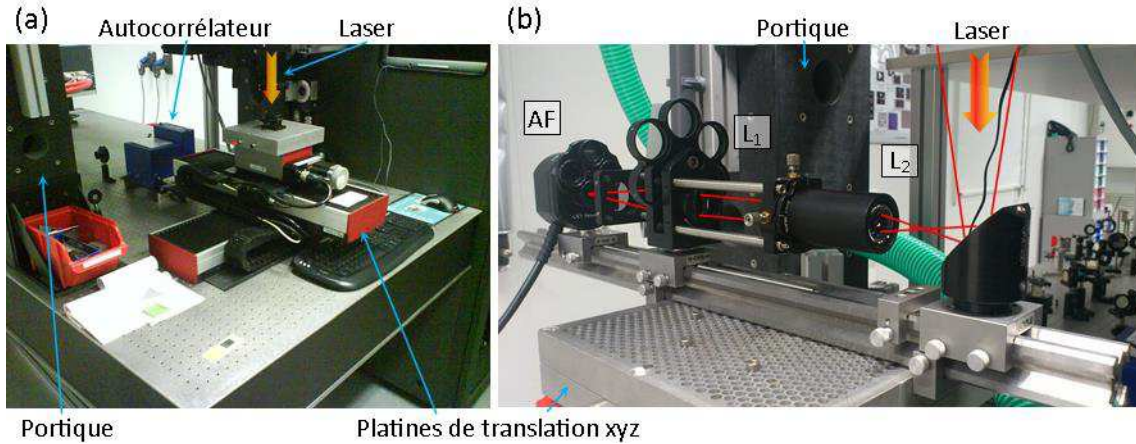 (a)
Autocorrélateur
Laser
Portique
Platines de translation xyz
(b)
Portique
Laser
AF
L1
L2